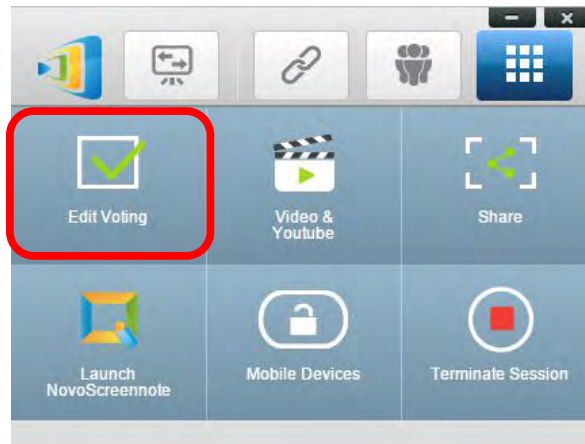 Edit Voting
Video &
Youtube
Share
Launch
NovoScreennote
Mobile Devices
Terminate Session